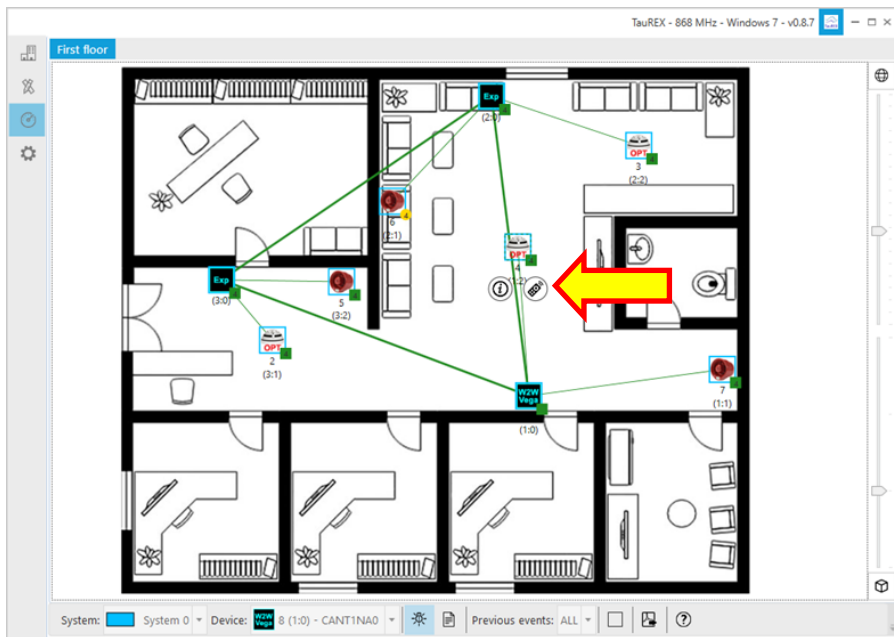 TauREX - 868 MHz - Windows 7 - v0.8.7
First floor
Exp
(2:0)
OPT
3
(2:2)
6
(2:1)
OPT
4
Exp
(3:0)
5
(3:2)
OPT
2
(3:1)
W2W
Vega
(1:0)
7
(1:1)
System: System 0 Device: W2W Vega 8 (1:0) - CANT1NA0 Previous events: ALL